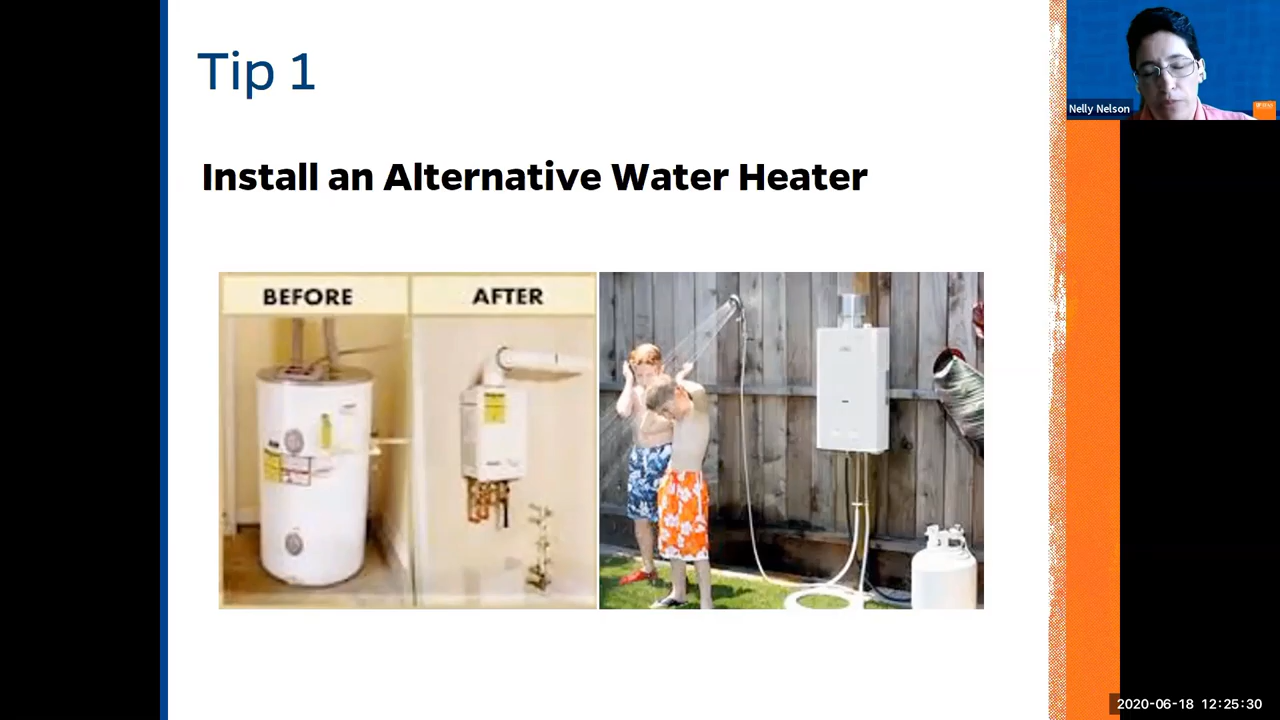 Tip 1
Install an Alternative Water Heater
BEFORE
AFTER
Nelly Nelson
2020-06-18 12:25:30